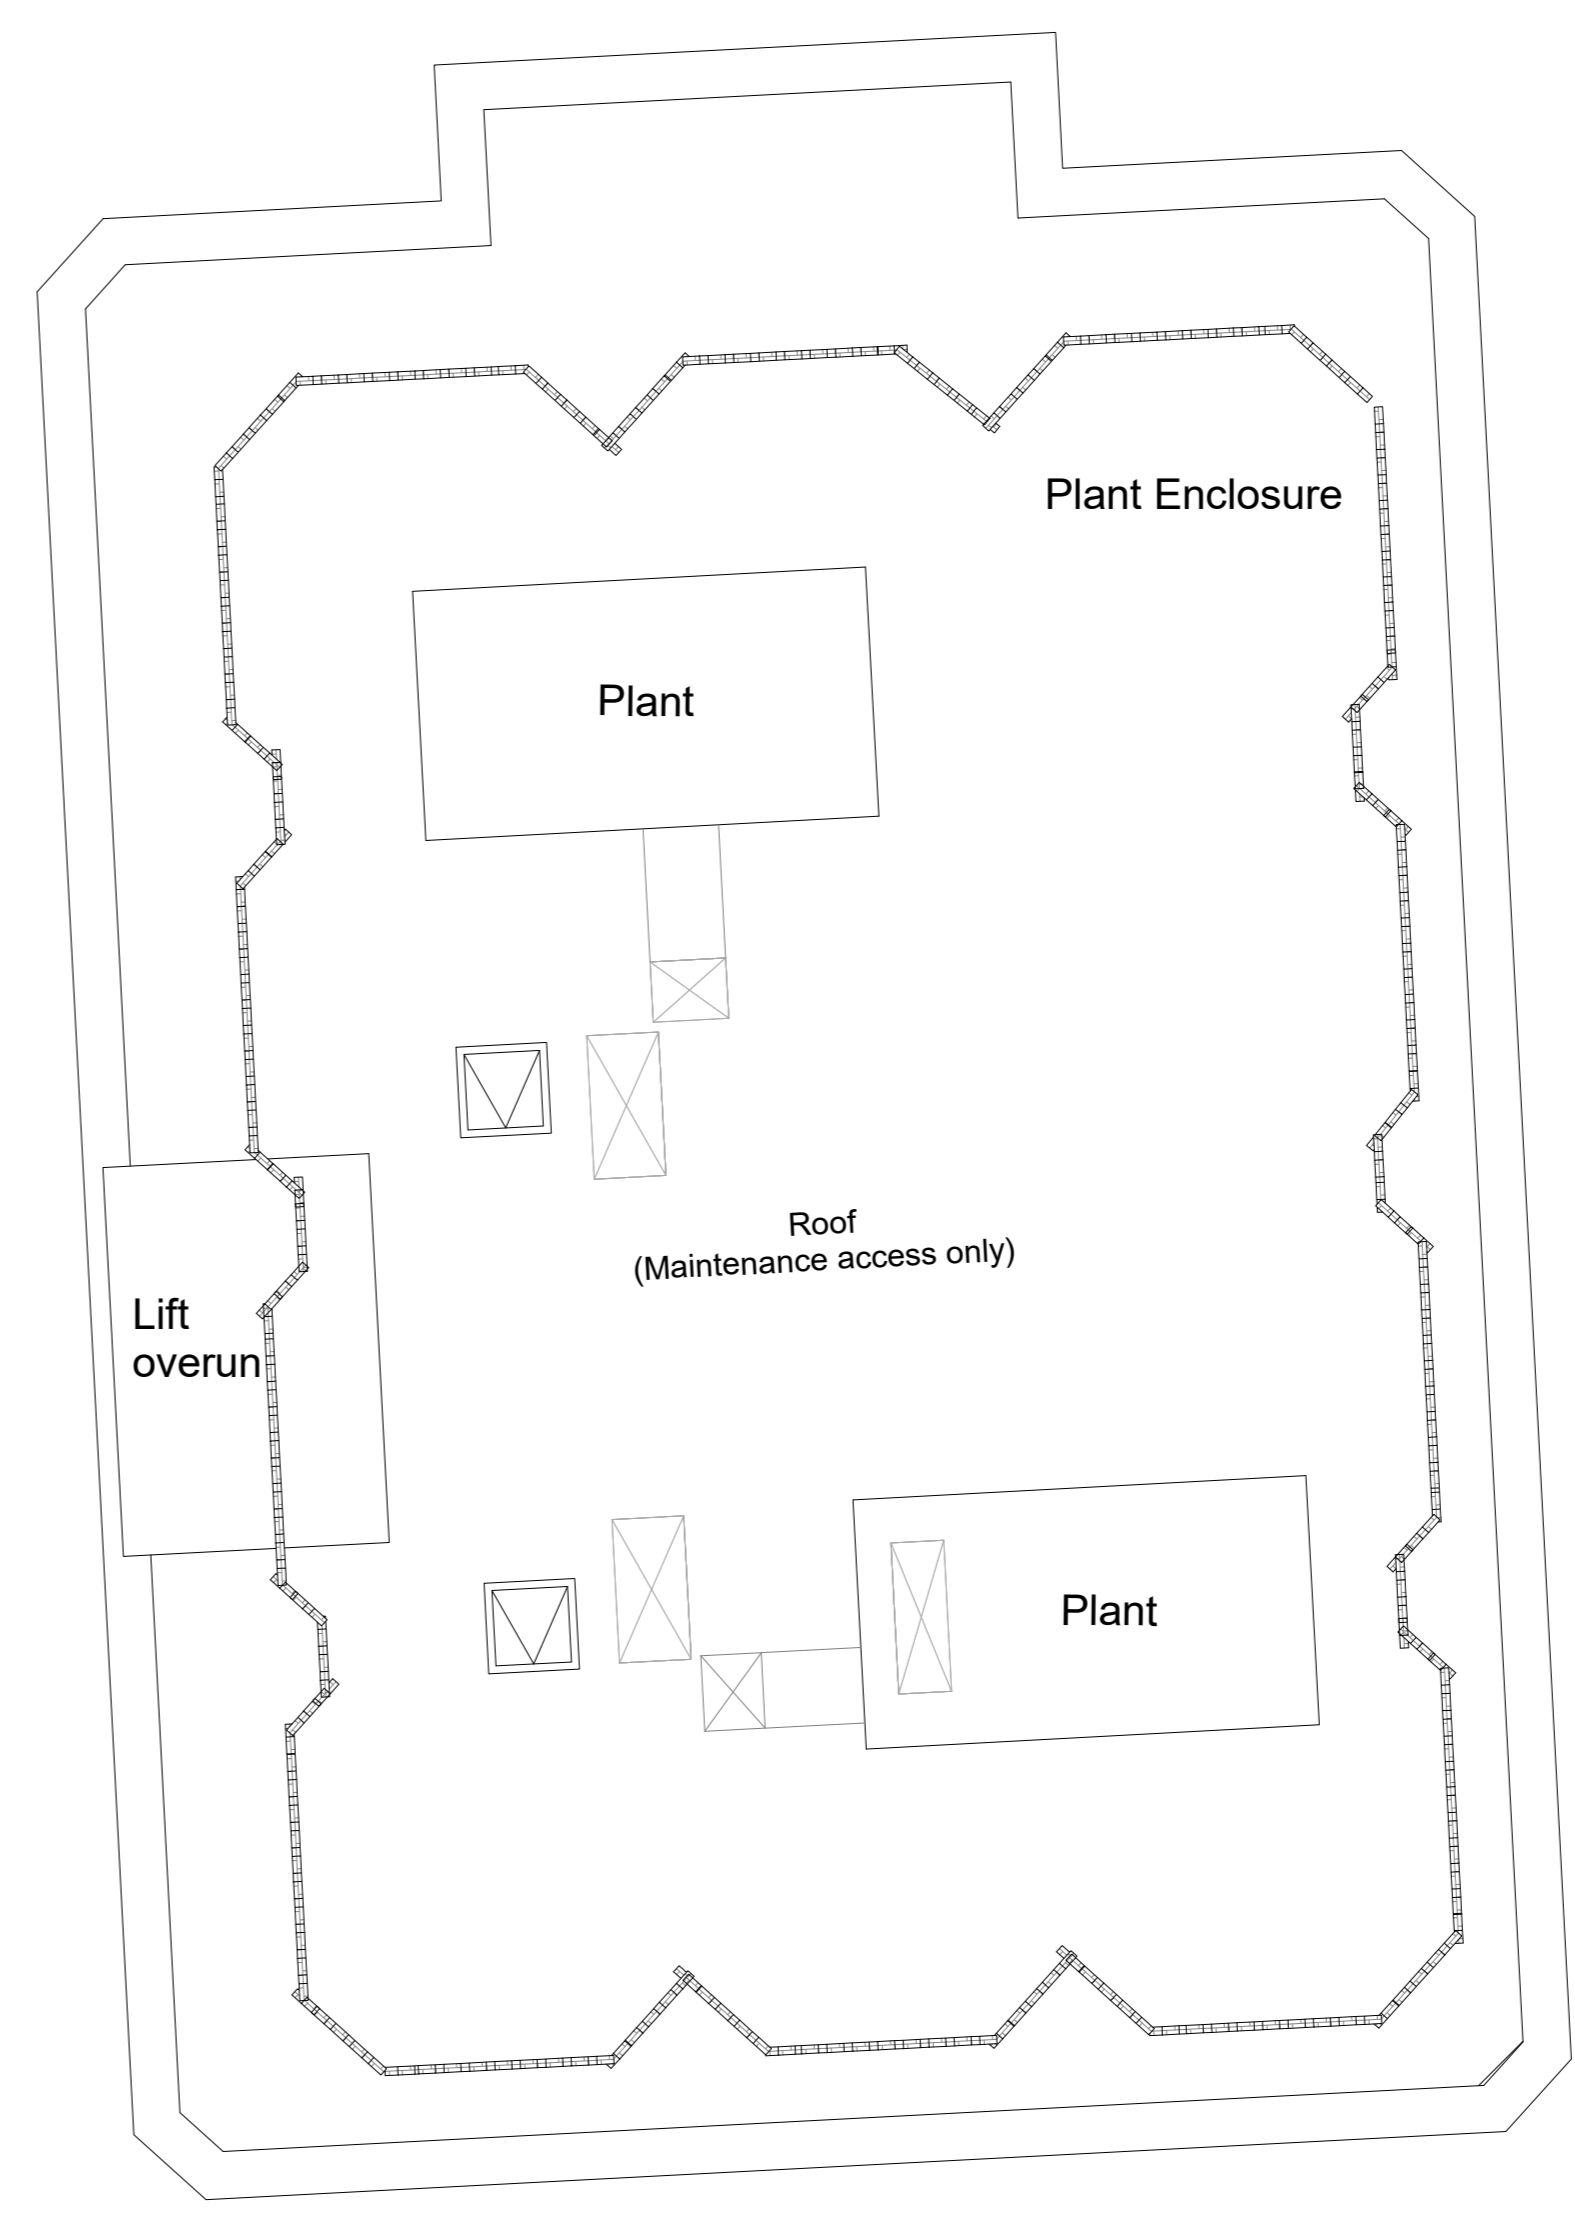 Plant Enclosure
Plant
Roof
(Maintenance access only)
Lift
overun
Plant